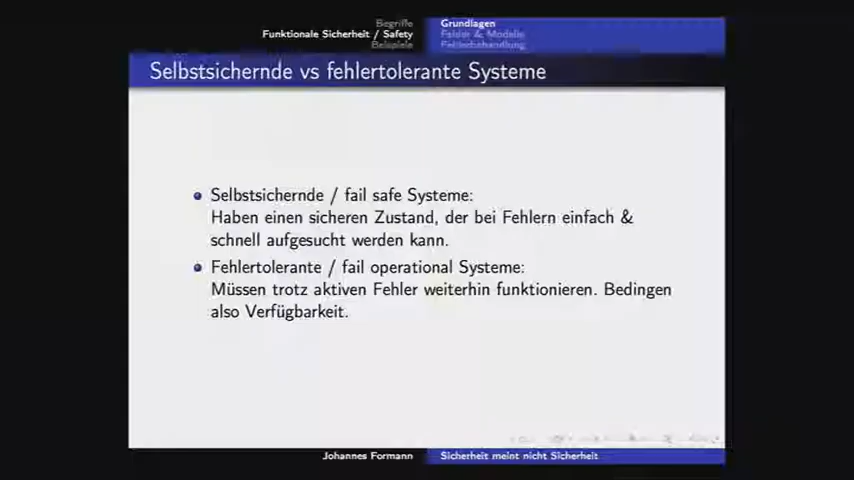 Begriffe
Funktionale Sicherheit / Safety
Beispiele
Grundlagen
Felder & Modelle
Fehlerbehandlung
Selbstsichernde vs fehlertolerante Systeme
Selbstsichernde / fail safe Systeme:
Haben einen sicheren Zustand, der bei Fehlern einfach &
schnell aufgesucht werden kann.
Fehlertolerante / fail operational Systeme:
Müssen trotz aktiven Fehler weiterhin funktionieren. Bedingen
also Verfügbarkeit.
Johannes Formann
Sicherheit meint nicht Sicherheit